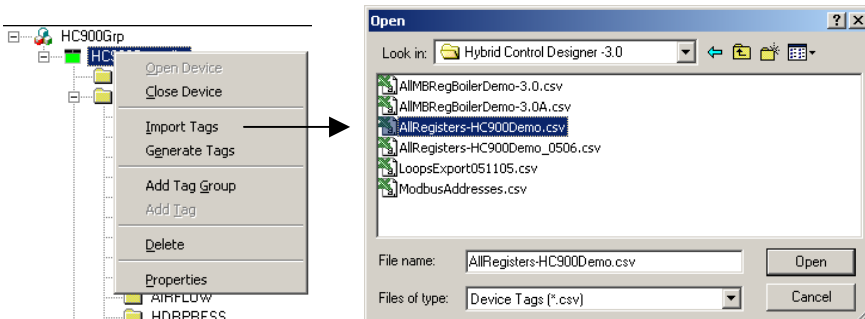 HC900Grp
Open Device
Close Device
Import Tags
Generate Tags
Add Tag Group
Add Tag
Delete
Properties
AIRFLOW
HDRPRESS
Open
Look in: Hybrid Control Designer -3.0
AllMBRegBoilerDemo-3.0.csv
AllMBRegBoilerDemo-3.0A.csv
AllRegisters-HC900Demo.csv
AllRegisters-HC900Demo_0506.csv
LoopsExport051105.csv
ModbusAddresses.csv
File name: AllRegisters-HC900Demo.csv Open
Files of type: Device Tags (*.csv) Cancel